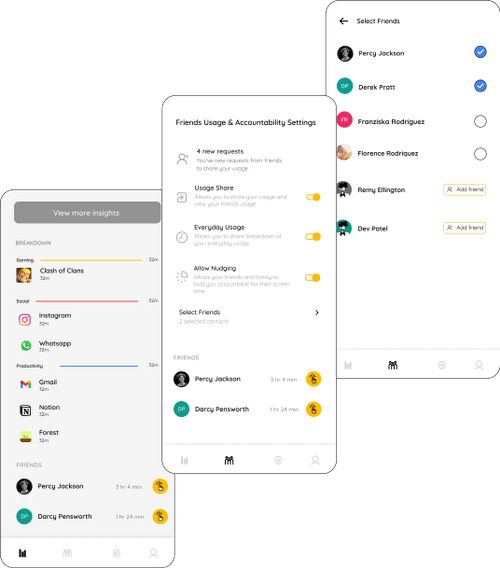 Select Friends
Percy Jackson
DP
Derek Pratt
FR
Franziska Rodriguez
Florence Rodriquez
Remy Ellington
Add friend
Dev Patel
Add friend
Friends Usage & Accountability Settings
4 new requests
You've new requests from friends
to share your usage
Usage Share
Allows you to share your usage and
view your friends usage
Everyday Usage
Allows you to share breakdown of
your everyday usage
Allow Nudging
Allows your friends and family to
hold you accountable for their screen
time
Select Friends
2 selected contacts
FRIENDS
Percy Jackson
3 hr 4 min
DP
Darcy Pensworth
1 hr 24 min
View more insights
BREAKDOWN
Gaming
32m
Clash of Clans
32m
Social
32m
Instagram
32m
Whatsapp
32m
Productivity
32m
Gmail
32m
Notion
32m
Forest
32m
FRIENDS
Percy Jackson
3 hr 4 min
DP
Darcy Pensworth
1 hr 24 min